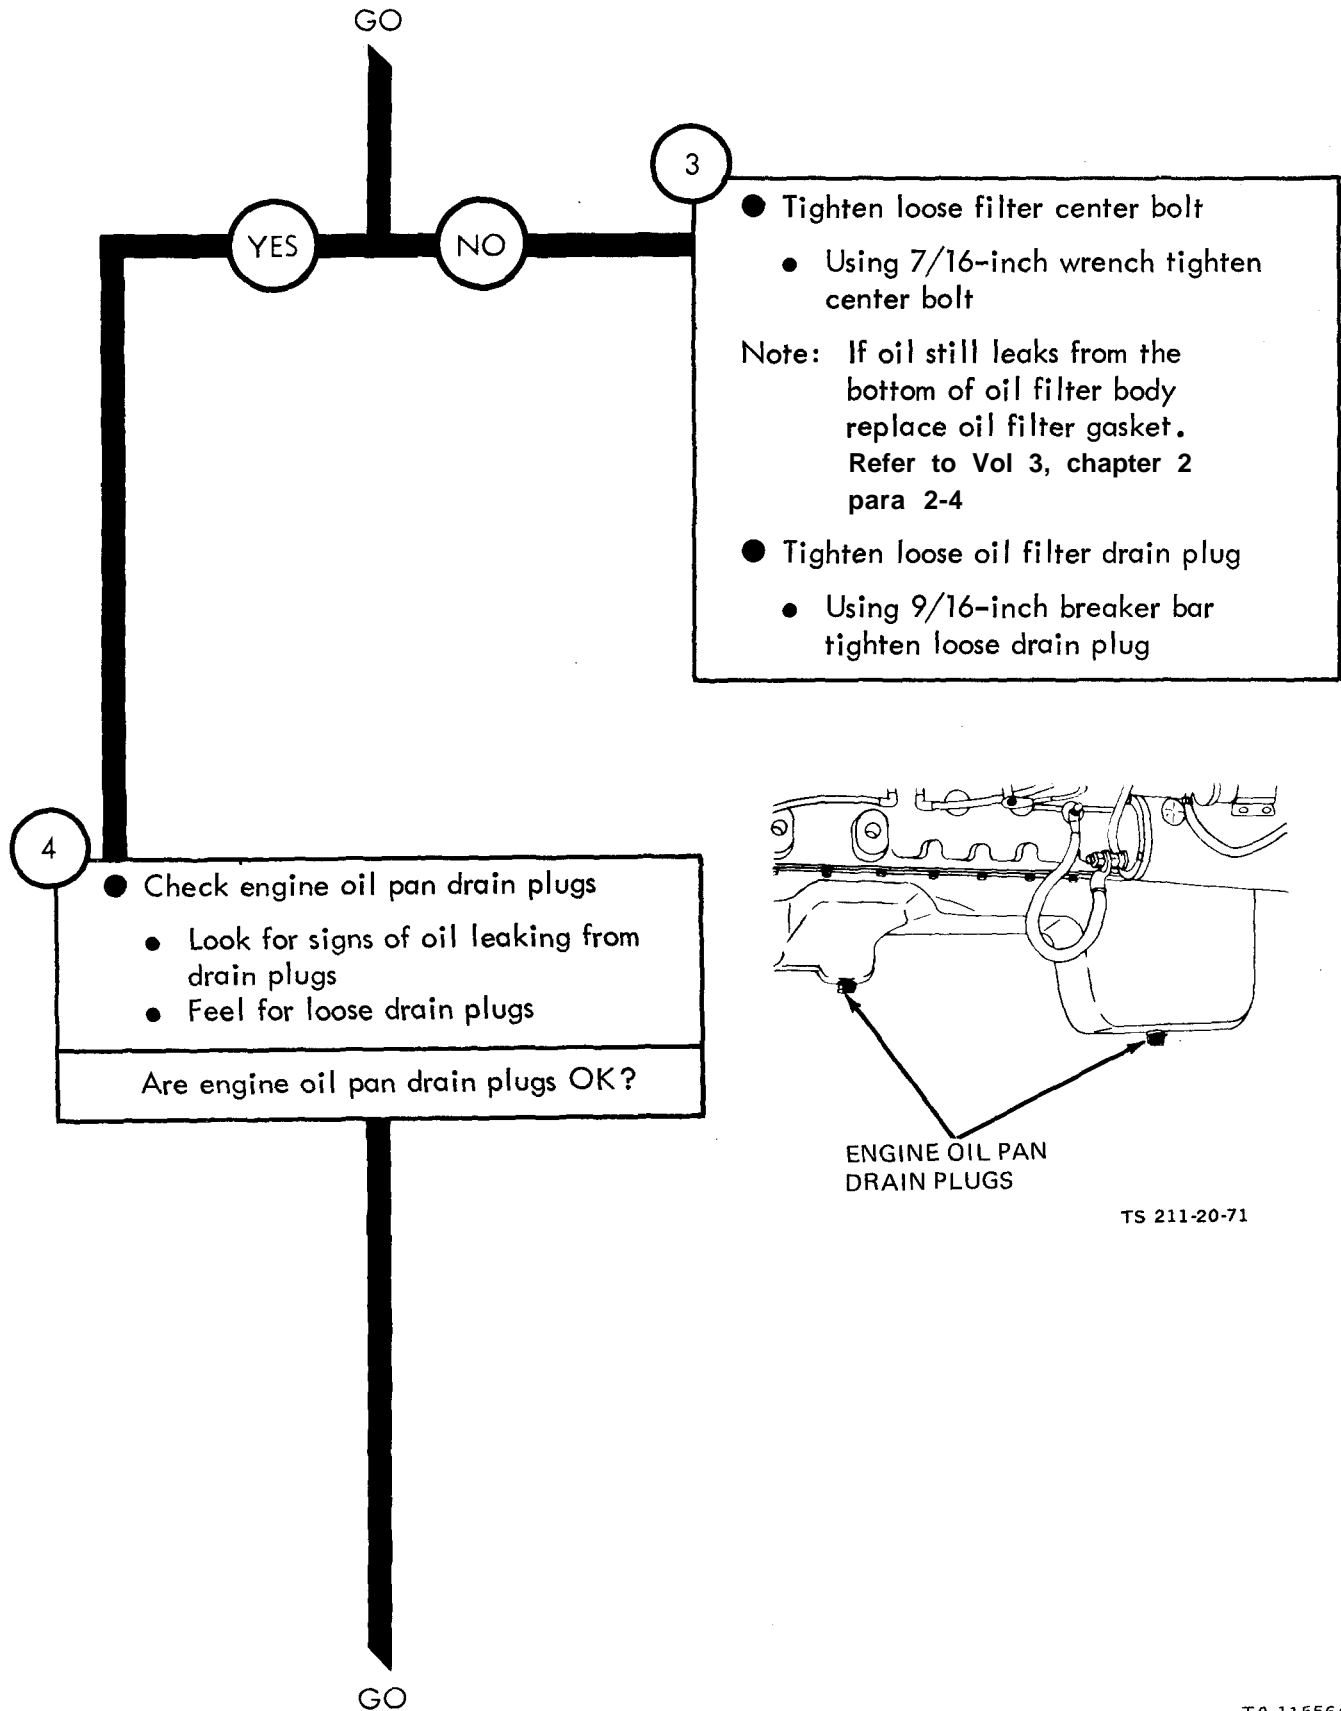 GO
YES
NO
3
● Tighten loose filter center bolt
● Using 7/16-inch wrench tighten
center bolt
Note: If oil still leaks from the
bottom of oil filter body
replace oil filter gasket.
Refer to Vol 3, chapter 2
para 2-4
● Tighten loose oil filter drain plug
● Using 9/16-inch breaker bar
tighten loose drain plug
4
● Check engine oil pan drain plugs
● Look for signs of oil leaking from
drain plugs
● Feel for loose drain plugs
Are engine oil pan drain plugs OK?
ENGINE OIL PAN
DRAIN PLUGS
TS 211-20-71
GO